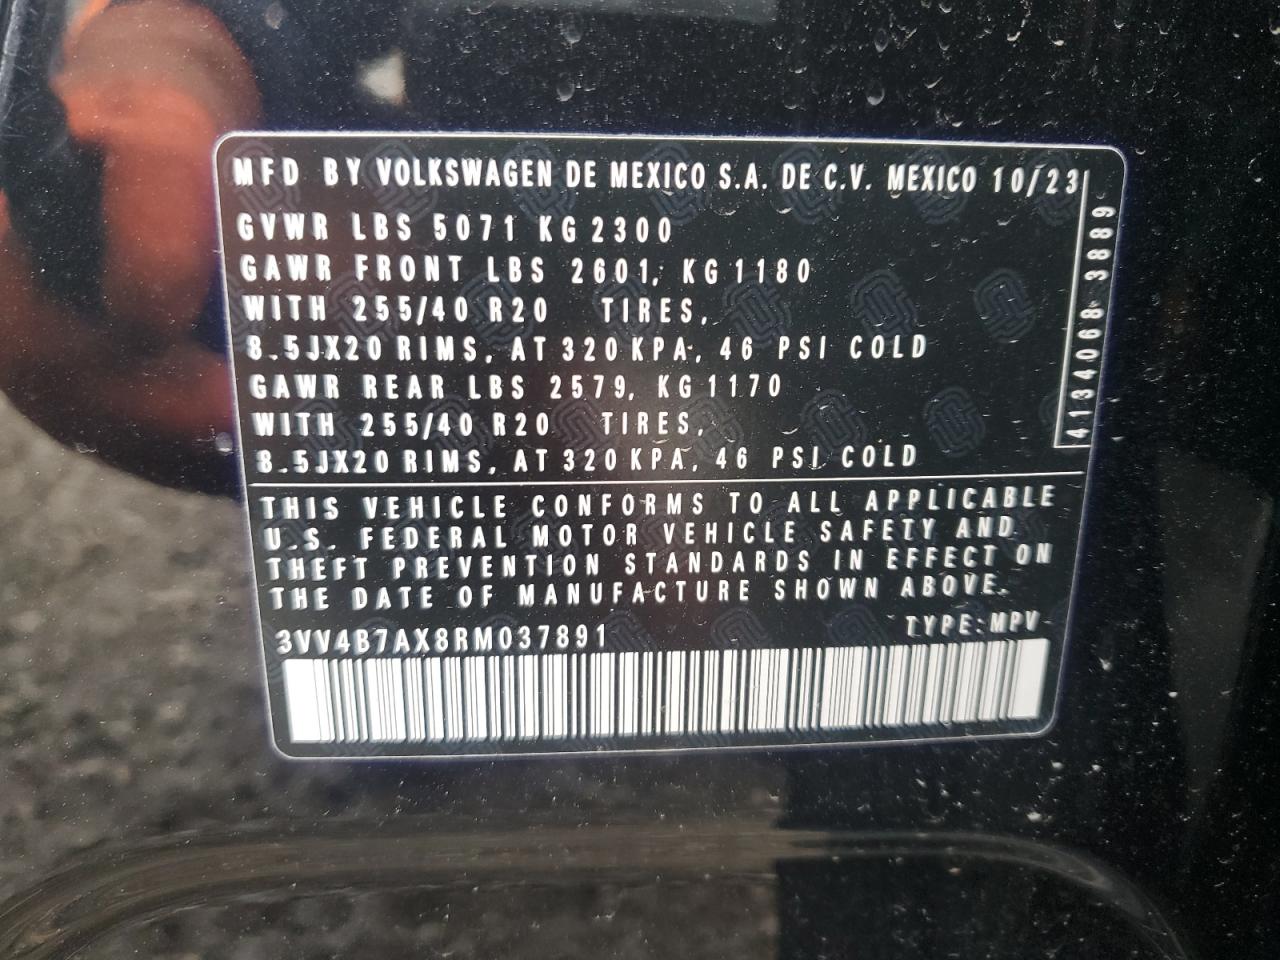 MFD BY VOLKSWAGEN DE MEXICO S.A. DE C.V. MEXICO 10/23
GVWR LBS 5071 KG 2300
GAWR FRONT LBS 2601, KG 1180
WITH 255/40 R20 TIRES,
8.5JX20 RIMS, AT 320 KPA, 46 PSI COLD
GAWR REAR LBS 2579, KG 1170
WITH 255/40 R20 TIRES,
8.5JX20 RIMS, AT 320 KPA, 46 PSI COLD
4134068 3889
THIS VEHICLE CONFORMS TO ALL APPLICABLE
U.S. FEDERAL MOTOR VEHICLE SAFETY AND
THEFT PREVENTION STANDARDS IN EFFECT ON
THE DATE OF MANUFACTURE SHOWN ABOVE.
3VV4B7AX8RM037891 TYPE:MPV